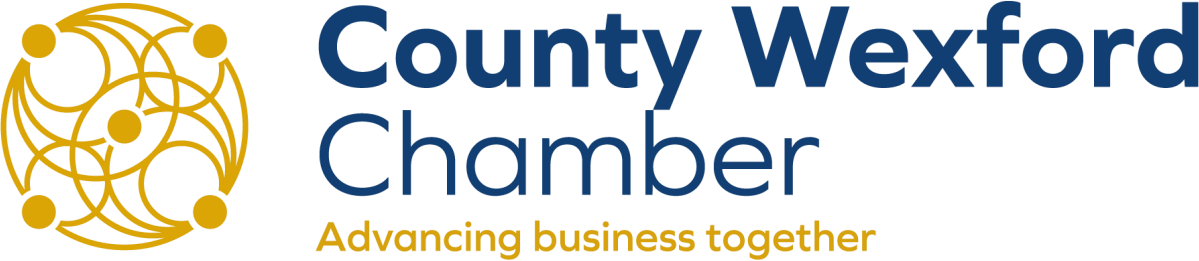 County Wexford
Chamber
Advancing business together